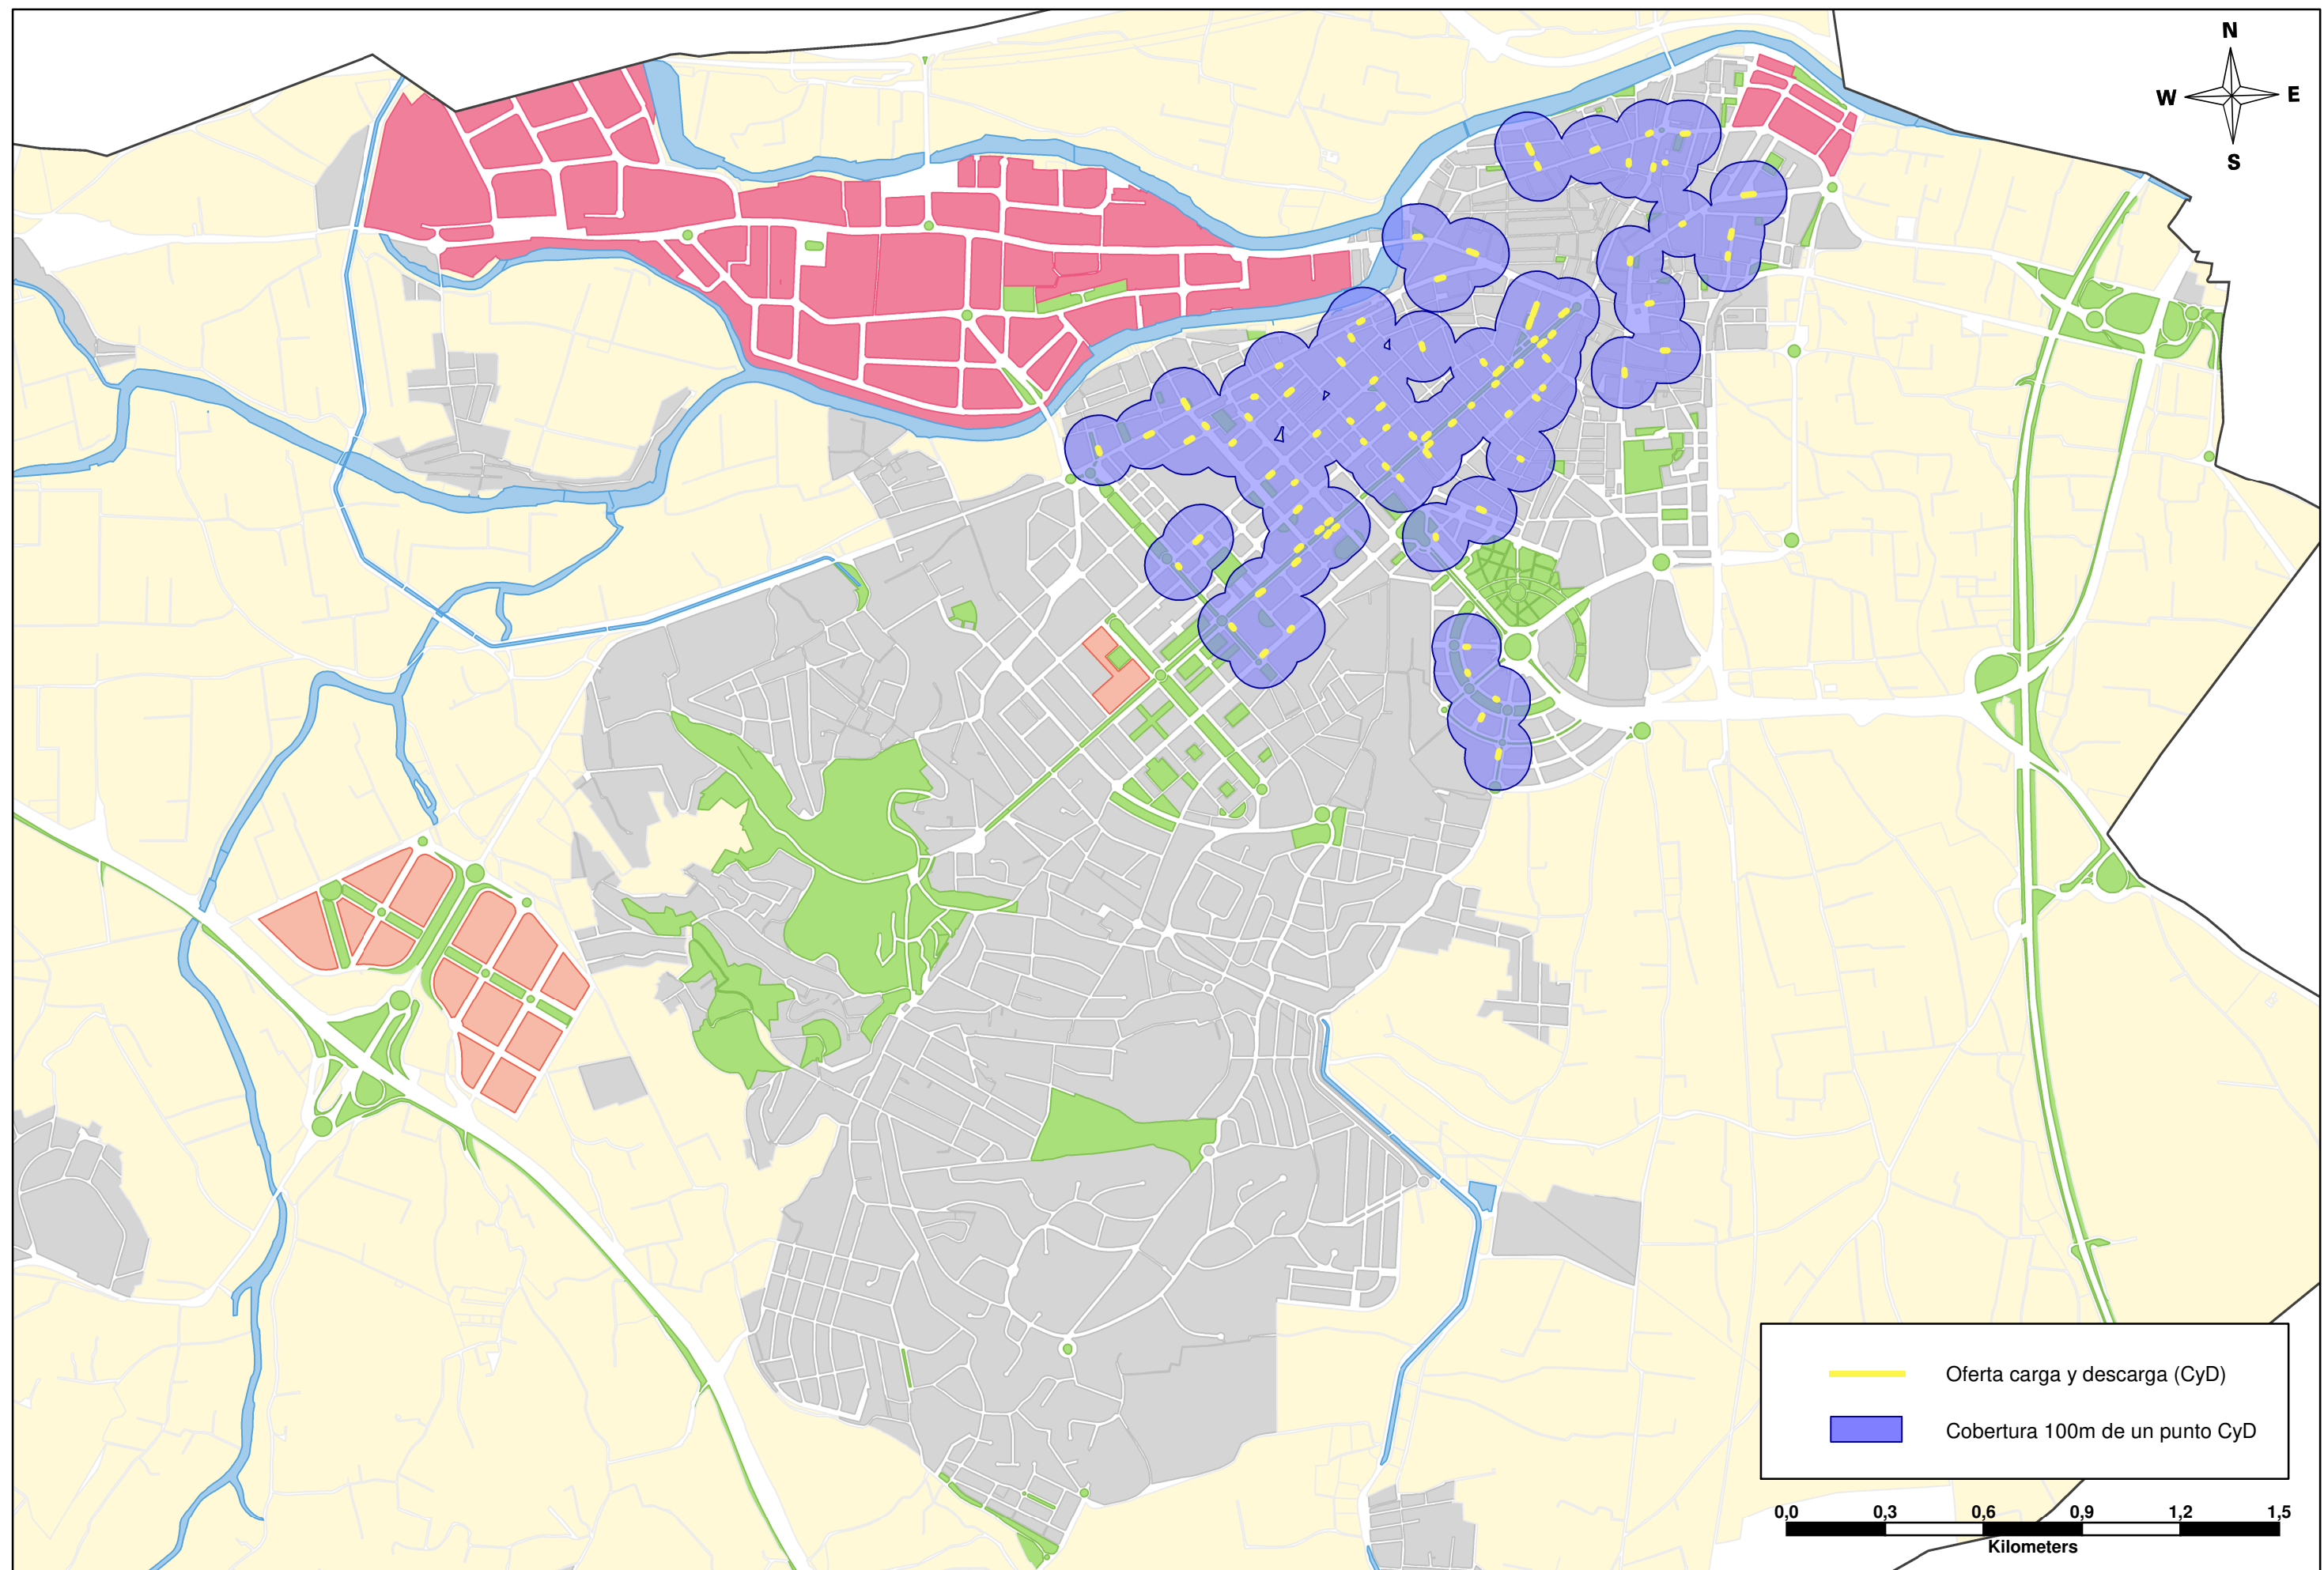 N
W E
S
Oferta carga y descarga (CyD)
Cobertura 100m de un punto CyD
0,0 0,3 0,6 0,9 1,2 1,5
Kilometers